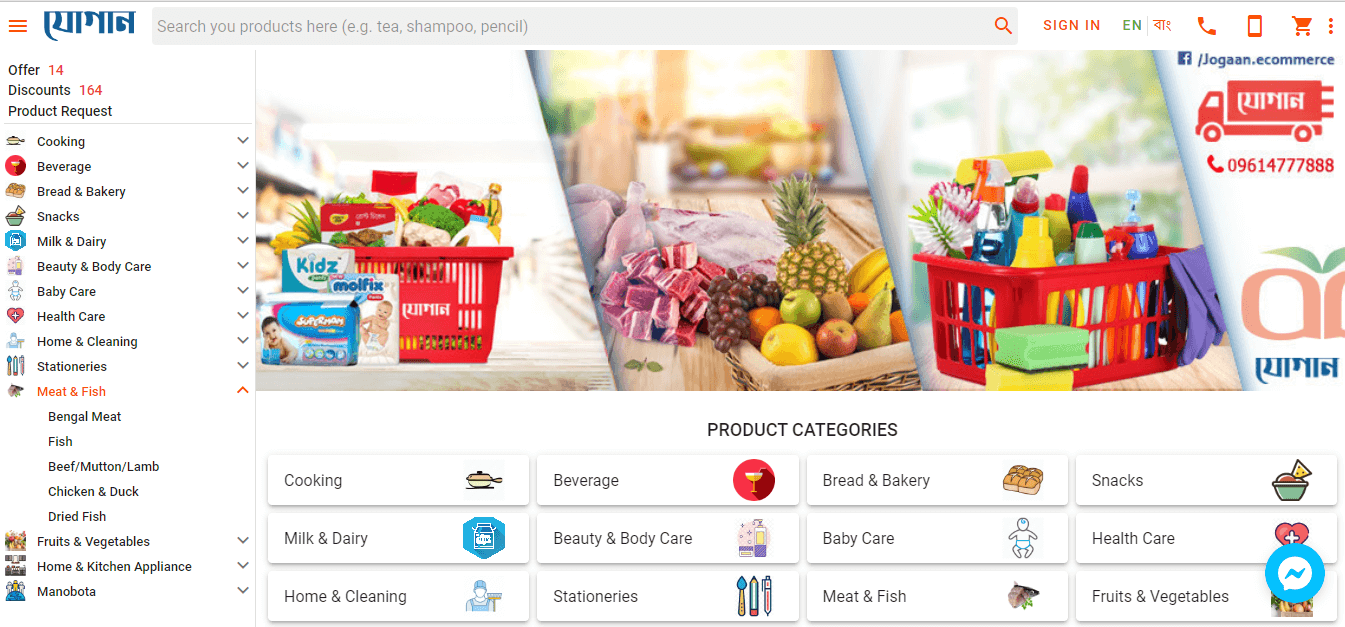 যোগান
Search you products here (e.g. tea, shampoo, pencil)
SIGN IN
EN
বাং
Offer 14
Discounts 164
Product Request
Cooking
Beverage
Bread & Bakery
Snacks
Milk & Dairy
Beauty & Body Care
Baby Care
Health Care
Home & Cleaning
Stationeries
Meat & Fish
Bengal Meat
Fish
Beef/Mutton/Lamb
Chicken & Duck
Dried Fish
Fruits & Vegetables
Home & Kitchen Appliance
Manobota
/Jogaan.ecommerce
যোগান
09614777888
Kidz
molfix
SUPERMOM
যোগান
যোগান
PRODUCT CATEGORIES
Cooking
Beverage
Bread & Bakery
Snacks
Milk & Dairy
Beauty & Body Care
Baby Care
Health Care
Home & Cleaning
Stationeries
Meat & Fish
Fruits & Vegetables